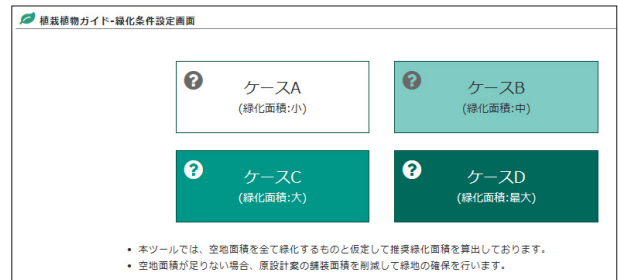 植栽植物ガイド-緑化条件設定画面
ケースA
(緑化面積:小)
ケースB
(緑化面積:中)
ケースC
(緑化面積:大)
ケースD
(緑化面積:最大)
• 本ツールでは、空地面積を全て緑化するものと仮定して推奨緑化面積を算出しております。
• 空地面積が足りない場合、原設計案の舗装面積を削減して緑地の確保を行います。